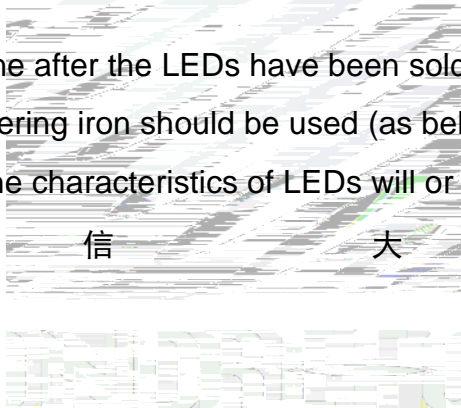 ne after the LEDs have been sold
ering iron should be used (as bel
e characteristics of LEDs will or
信 大